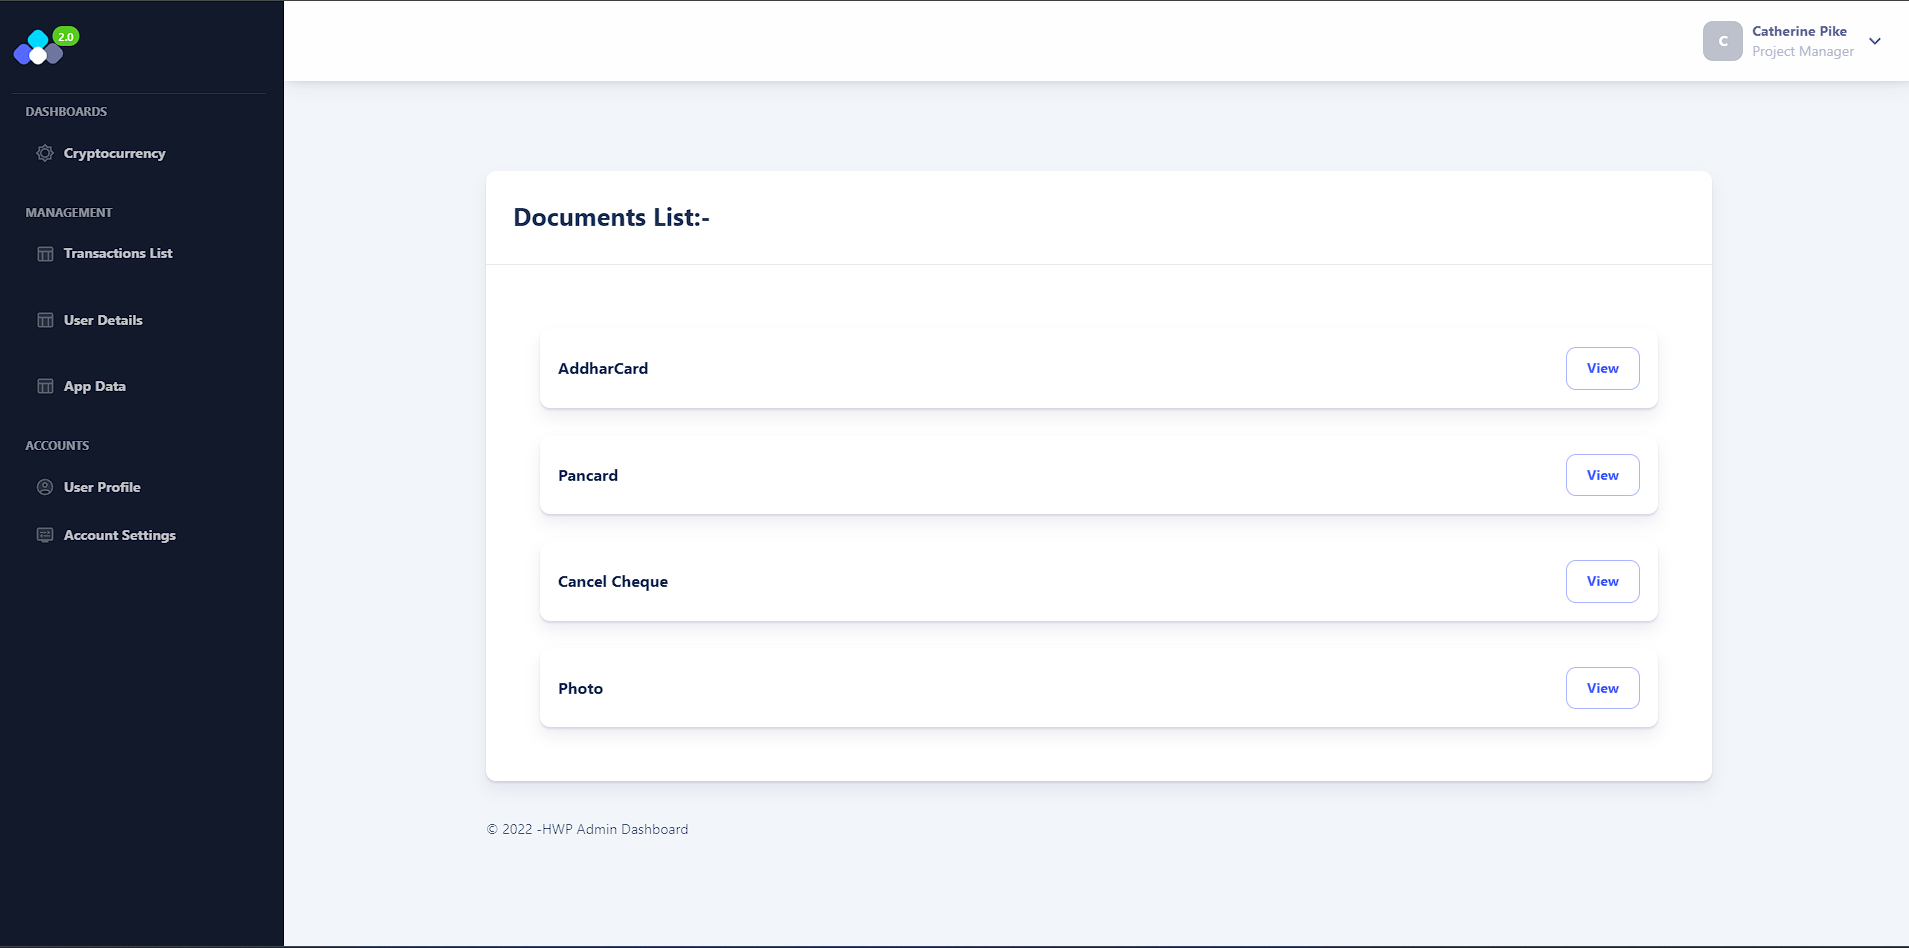 2.0
DASHBOARDS
Cryptocurrency
MANAGEMENT
Transactions List
User Details
App Data
ACCOUNTS
User Profile
Account Settings
C
Catherine Pike
Project Manager
Documents List:-
AddharCard
View
Pancard
View
Cancel Cheque
View
Photo
View
© 2022 -HWP Admin Dashboard